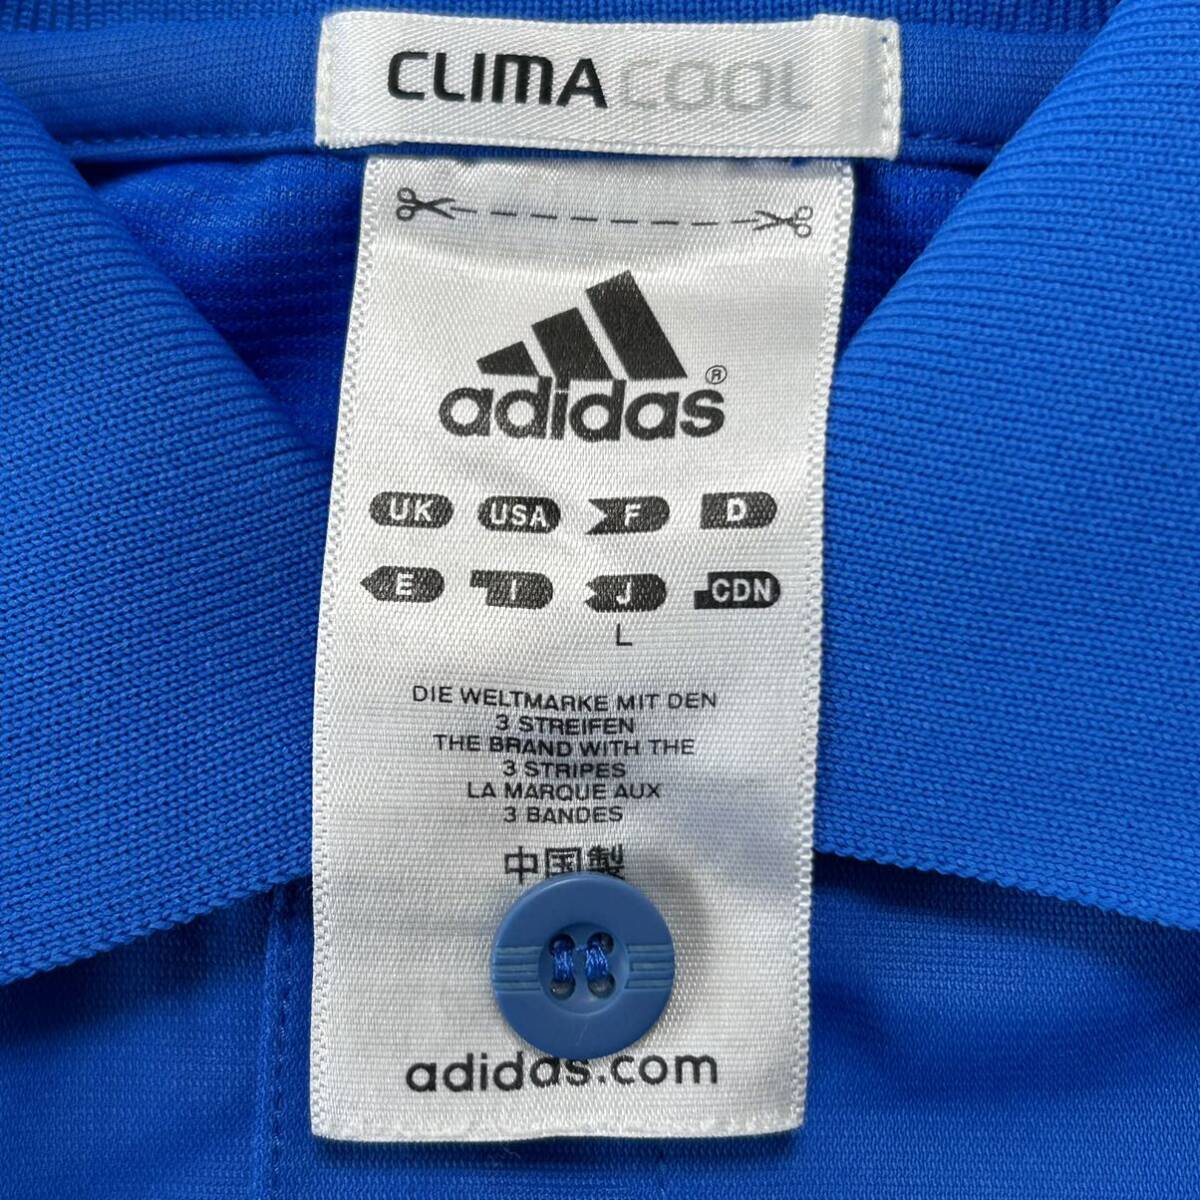 CLIMACOOL
adidas®
UK USA F D
E I J CDN
L
DIE WELTMARKE MIT DEN
3 STREIFEN
THE BRAND WITH THE
3 STRIPES
LA MARQUE AUX
3 BANDES
中国製
adidas.com